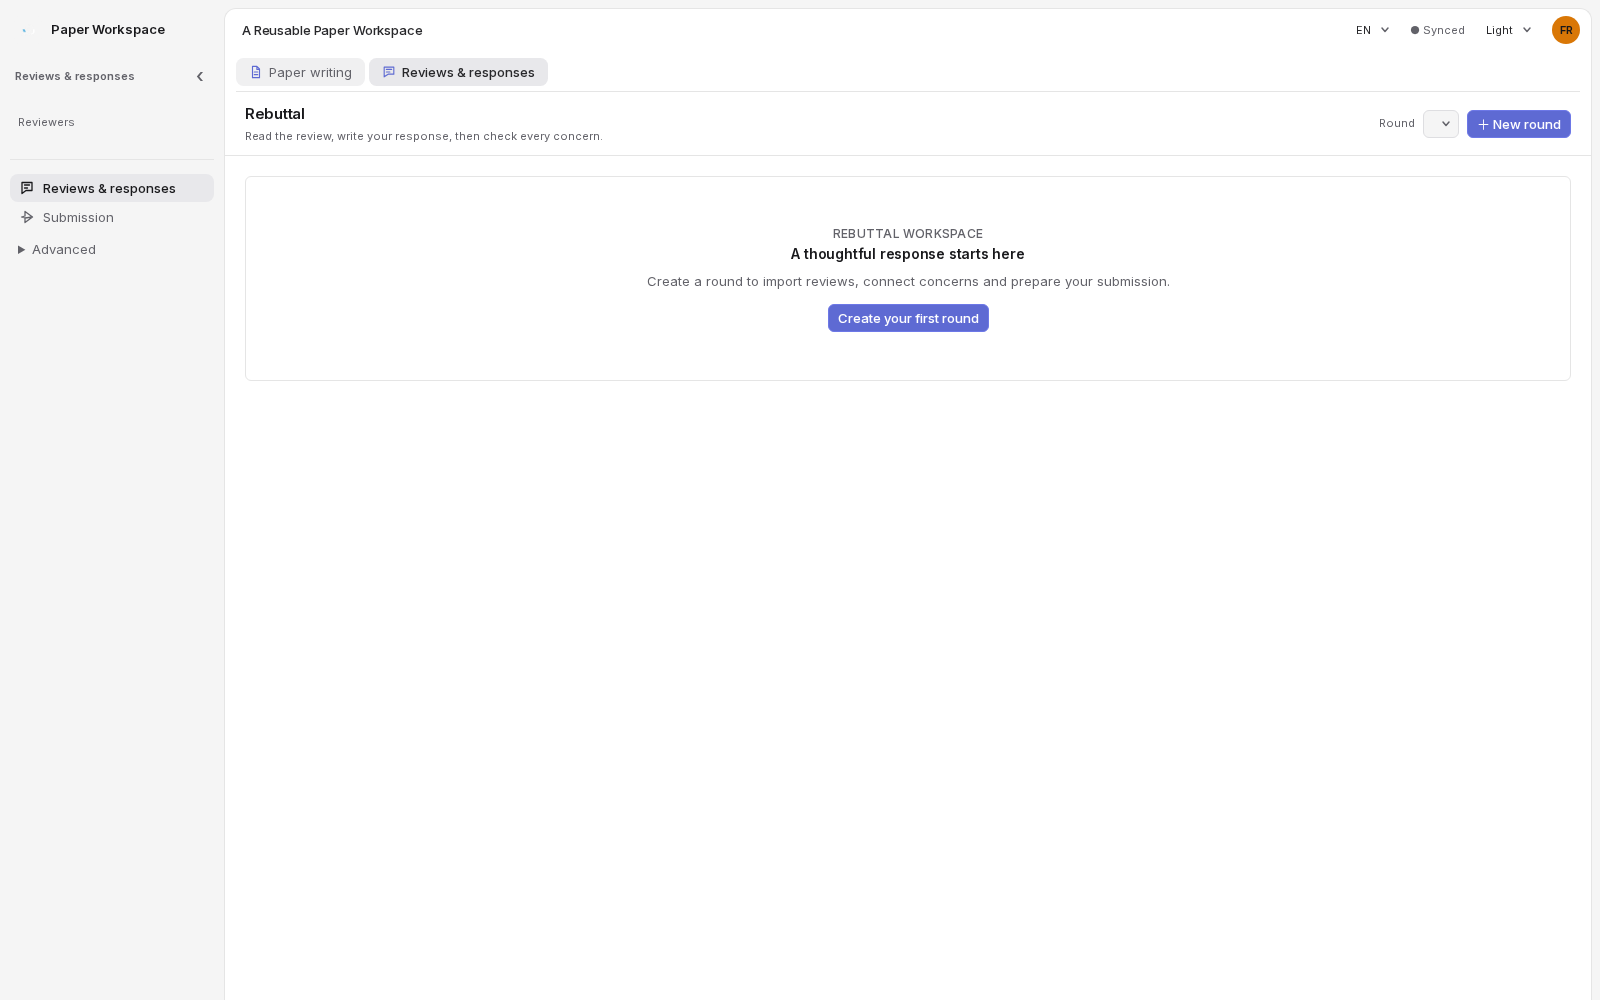 Paper Workspace
Reviews & responses
Reviewers
Reviews & responses
Submission
Advanced
A Reusable Paper Workspace
EN
Synced
Light
FR
Paper writing
Reviews & responses
Rebuttal
Read the review, write your response, then check every concern.
Round
+ New round
REBUTTAL WORKSPACE
A thoughtful response starts here
Create a round to import reviews, connect concerns and prepare your submission.
Create your first round